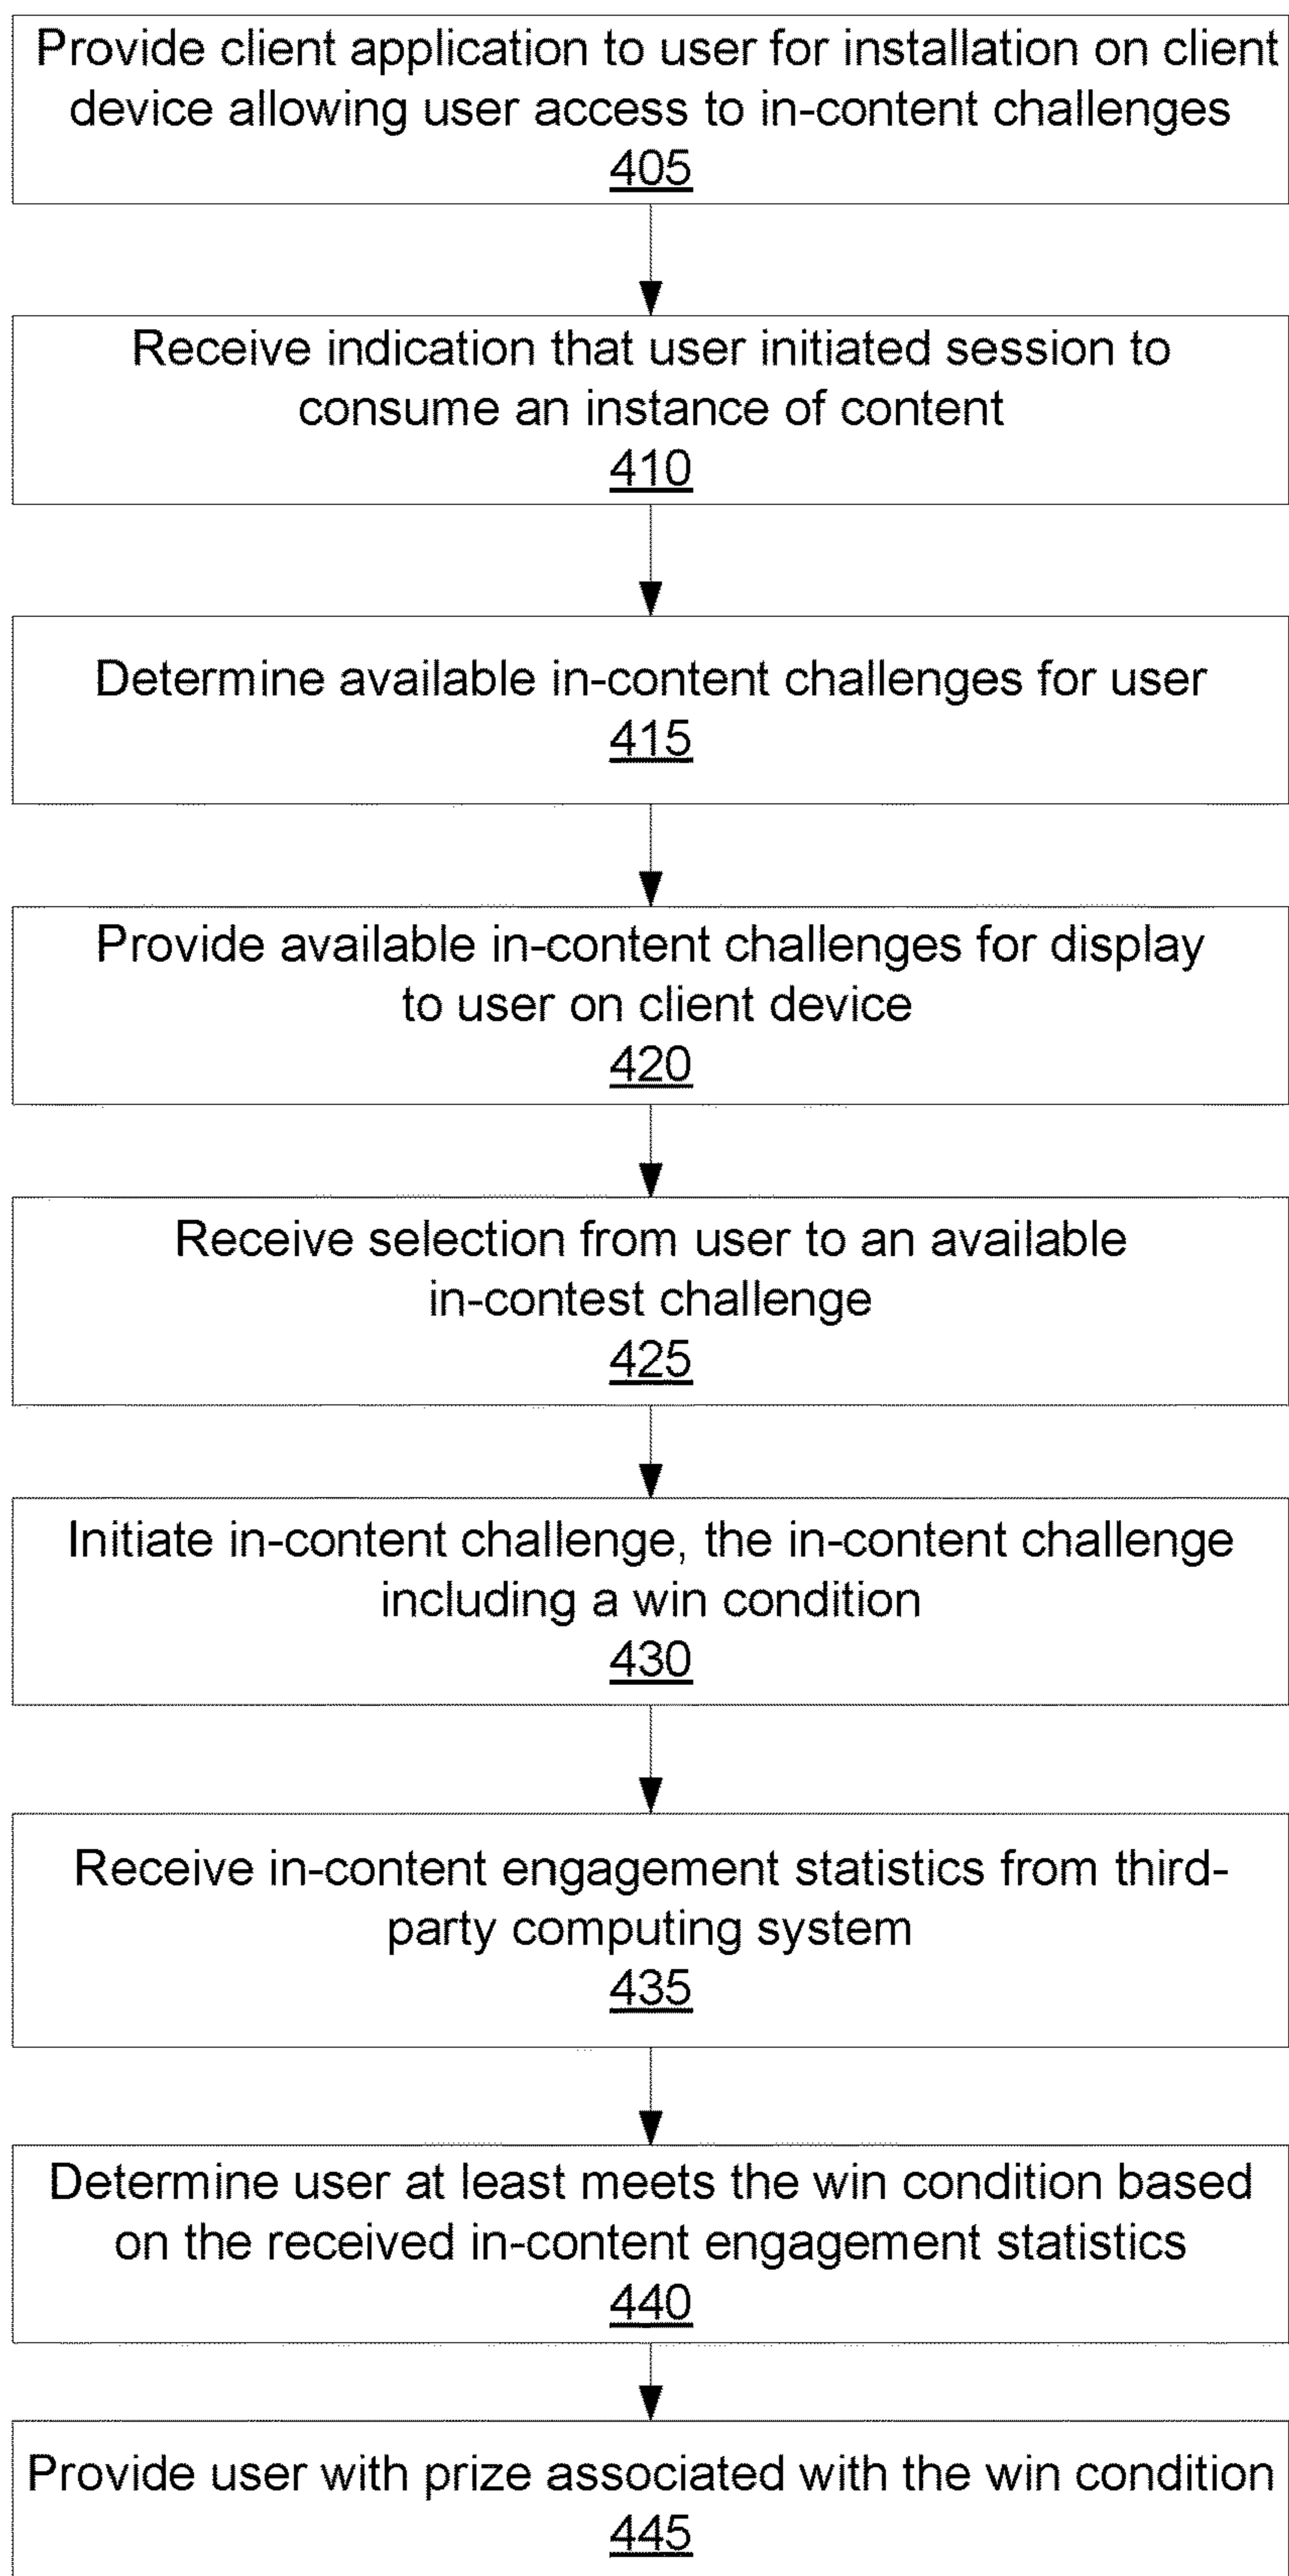 Provide client application to user for installation on client
device allowing user access to in-content challenges
405
Receive indication that user initiated session to
consume an instance of content
410
Determine available in-content challenges for user
415
Provide available in-content challenges for display
to user on client device
420
Receive selection from user to an available
in-contest challenge
425
Initiate in-content challenge, the in-content challenge
including a win condition
430
Receive in-content engagement statistics from third-
party computing system
435
Determine user at least meets the win condition based
on the received in-content engagement statistics
440
Provide user with prize associated with the win condition
445